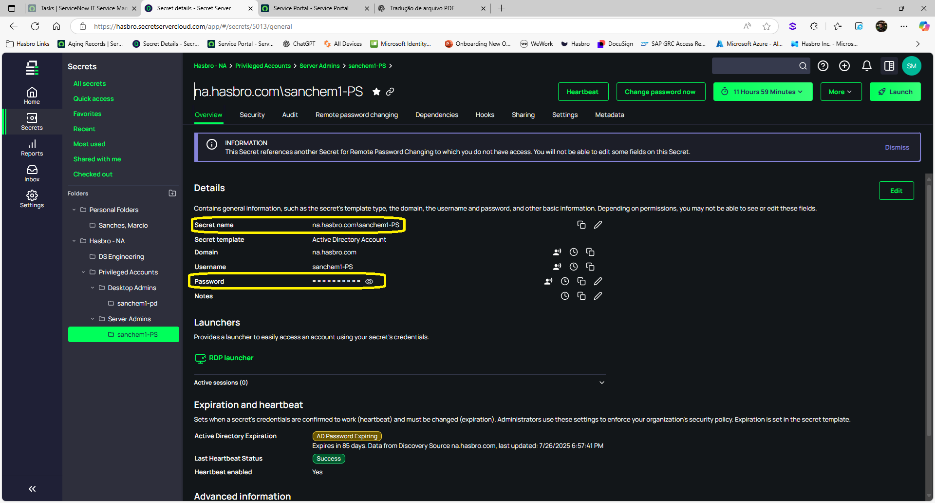 Tasks | ServiceNow IT Service Ma
Secret details - Secret Server
Service Portal - Service Portal
Tradução de arquivo PDF
https://hasbro.secretservercloud.com/app/#/secrets/5013/general
Hasbro Links
Aging Records | Ser...
Secret Details - Secr...
Service Portal - Serv...
ChatGPT
All Devices
Microsoft Identity...
Onboarding New O...
WeWork
Hasbro
DocuSign
SAP GRC Access Re...
Microsoft Azure - Al...
Hasbro Inc. - Micros...
Home
Secrets
Reports
Inbox
Settings
Secrets
All secrets
Quick access
Favorites
Recent
Most used
Shared with me
Checked out
Folders
Personal Folders
Sanches, Marcio
Hasbro - NA
DS Engineering
Privileged Accounts
Desktop Admins
sanchem1-pd
Server Admins
sanchem1-PS
Hasbro - NA > Privileged Accounts > Server Admins > sanchem1-PS >
SM
na.hasbro.com\sanchem1-PS
Heartbeat
Change password now
11 Hours 59 Minutes
More
Launch
Overview Security Audit Remote password changing Dependencies Hooks Sharing Settings Metadata
INFORMATION
This Secret references another Secret for Remote Password Changing to which you do not have access. You will not be able to edit some fields on this Secret.
Dismiss
Details
Edit
Contains general information, such as the secret's template type, the domain, the username and password, and other basic information. Depending on permissions, you may not be able to see or edit these fields.
Secret name na.hasbro.com\sanchem1-PS
Secret template Active Directory Account
Domain na.hasbro.com
Username sanchem1-PS
Password
Notes
Launchers
Provides a launcher to easily access an account using your secret's credentials.
RDP launcher
Active sessions (0)
Expiration and heartbeat
Sets when a secret's credentials are confirmed to work (heartbeat) and must be changed (expiration). Administrators use these settings to enforce your organization's security policy. Expiration is set in the secret template.
Active Directory Expiration AD Password Expiring
Expires in 85 days. Data from Discovery Source na.hasbro.com, last updated: 7/26/2025 6:57:41 PM
Last Heartbeat Status Success
Heartbeat enabled Yes
Advanced information